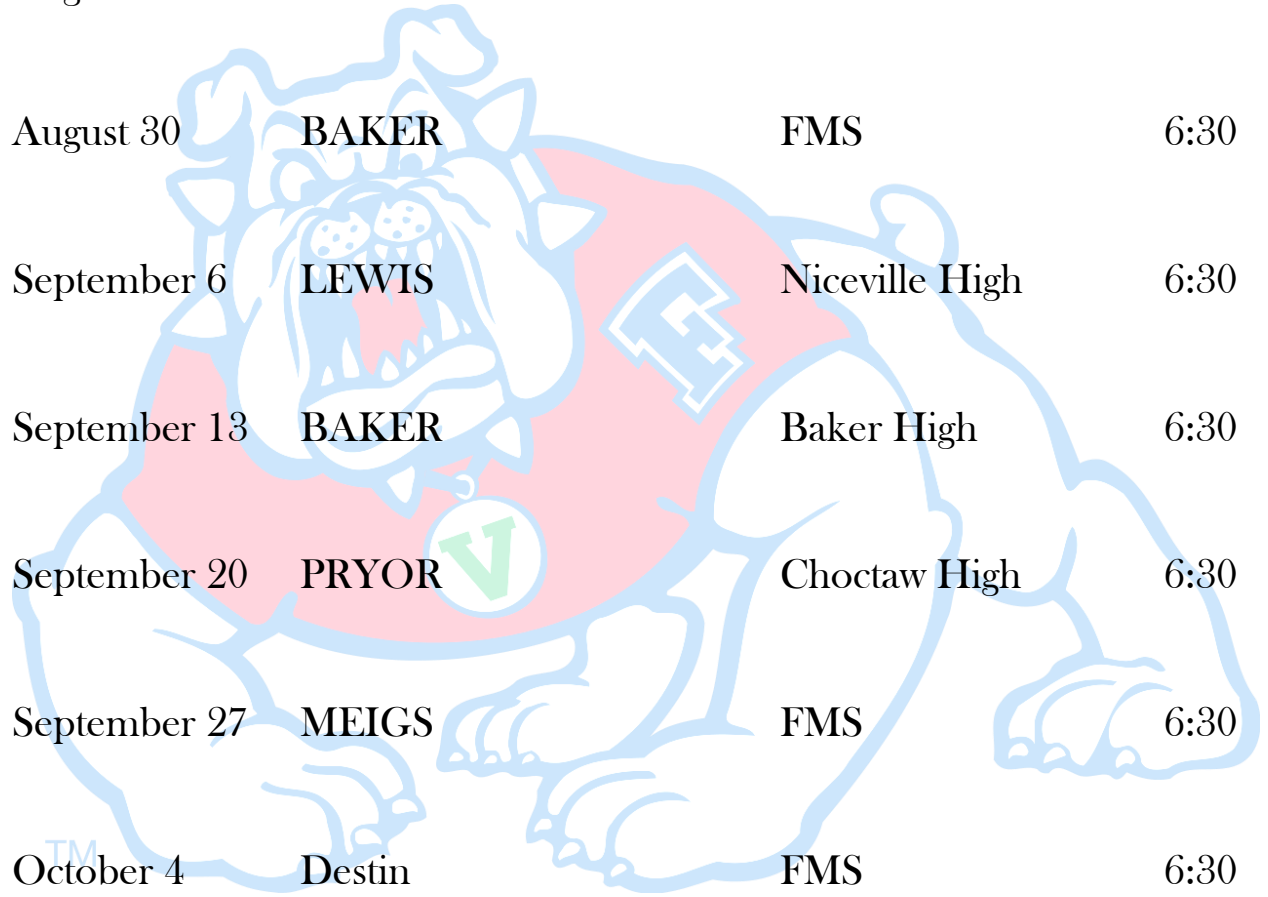 August 30 BAKER FMS 6:30
September 6 LEWIS Niceville High 6:30
September 13 BAKER Baker High 6:30
September 20 PRYOR Choctaw High 6:30
September 27 MEIGS FMS 6:30
October 4 Destin FMS 6:30
F
V
TM